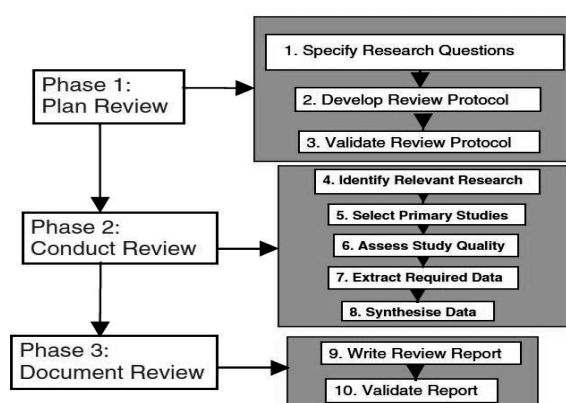 Phase 1:
Plan Review
1. Specify Research Questions
2. Develop Review Protocol
3. Validate Review Protocol
Phase 2:
Conduct Review
4. Identify Relevant Research
5. Select Primary Studies
6. Assess Study Quality
7. Extract Required Data
8. Synthesise Data
Phase 3:
Document Review
9. Write Review Report
10. Validate Report